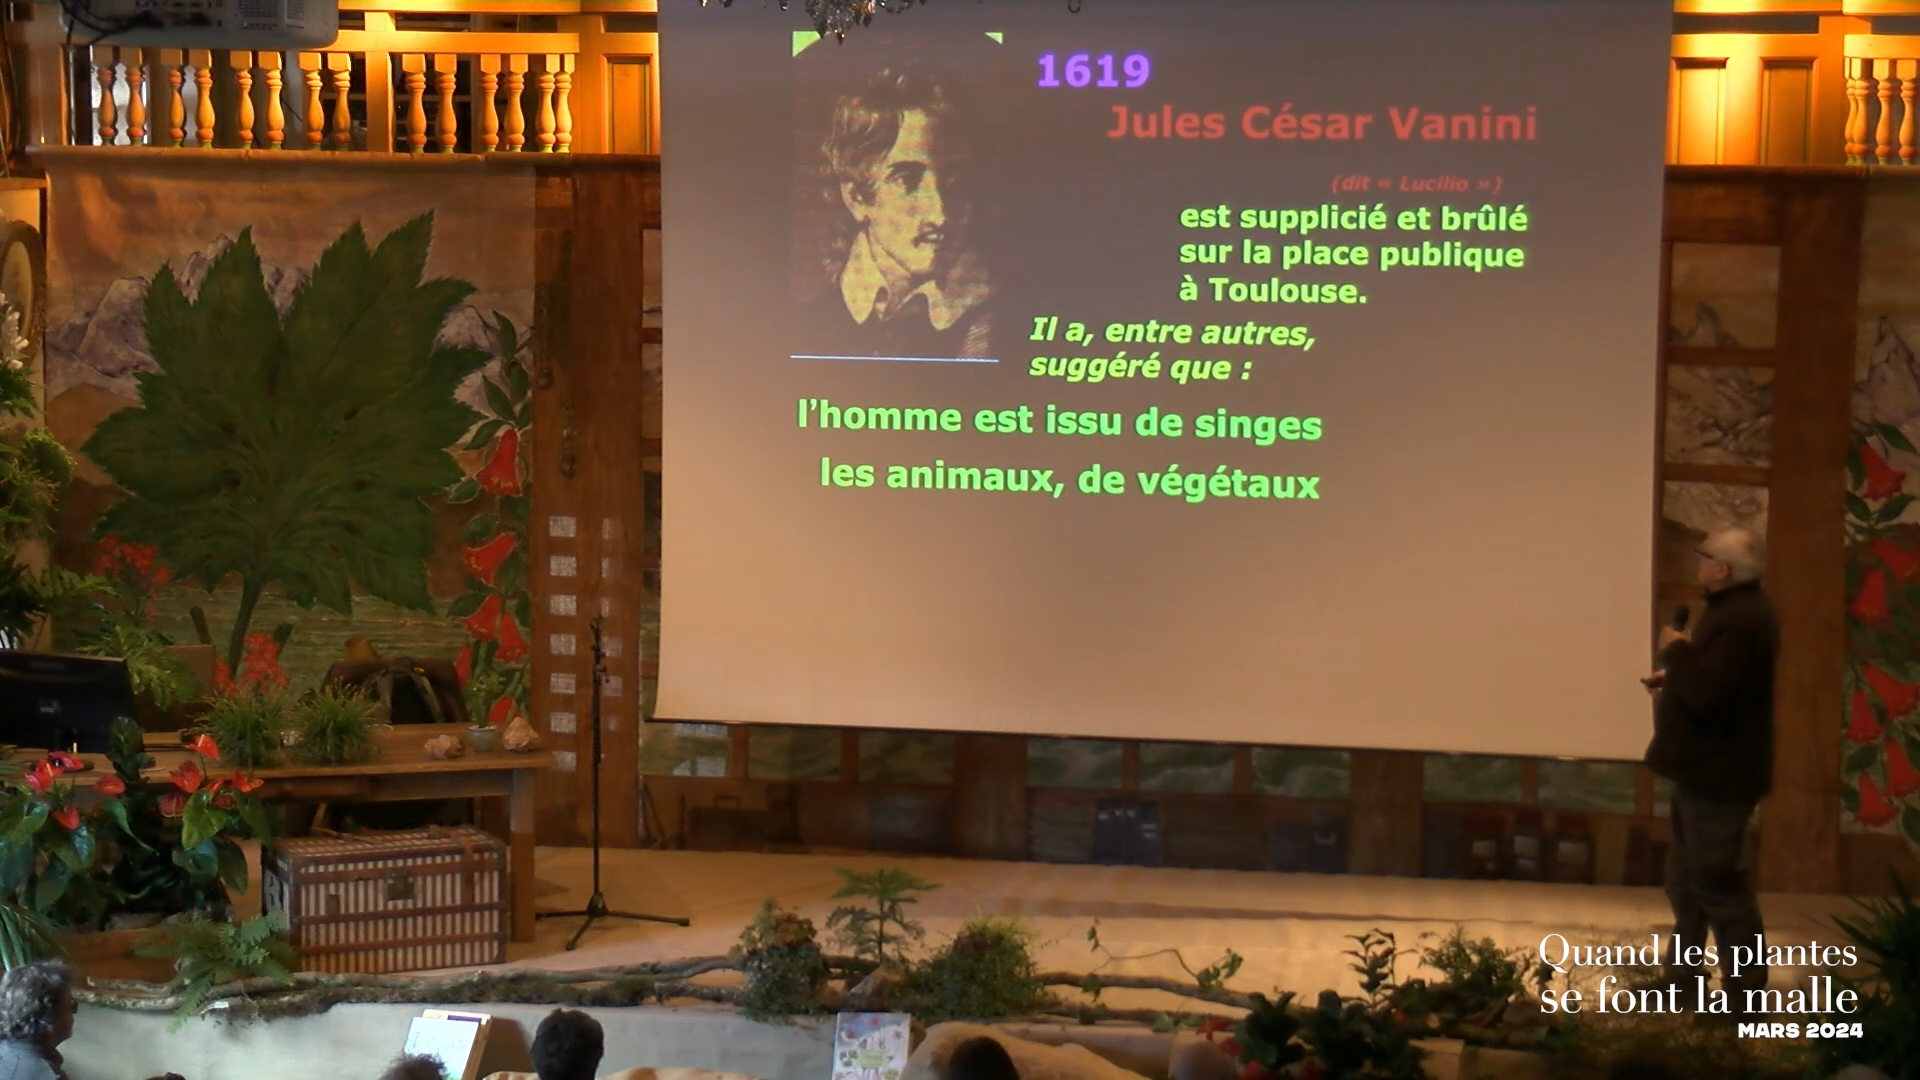 1619
Jules César Vanini
(dit « Lucilio »)
est supplicié et brûlé
sur la place publique
à Toulouse.
Il a, entre autres,
suggéré que :
l’homme est issu de singes
les animaux, de végétaux
Quand les plantes
se font la malle
MARS 2024